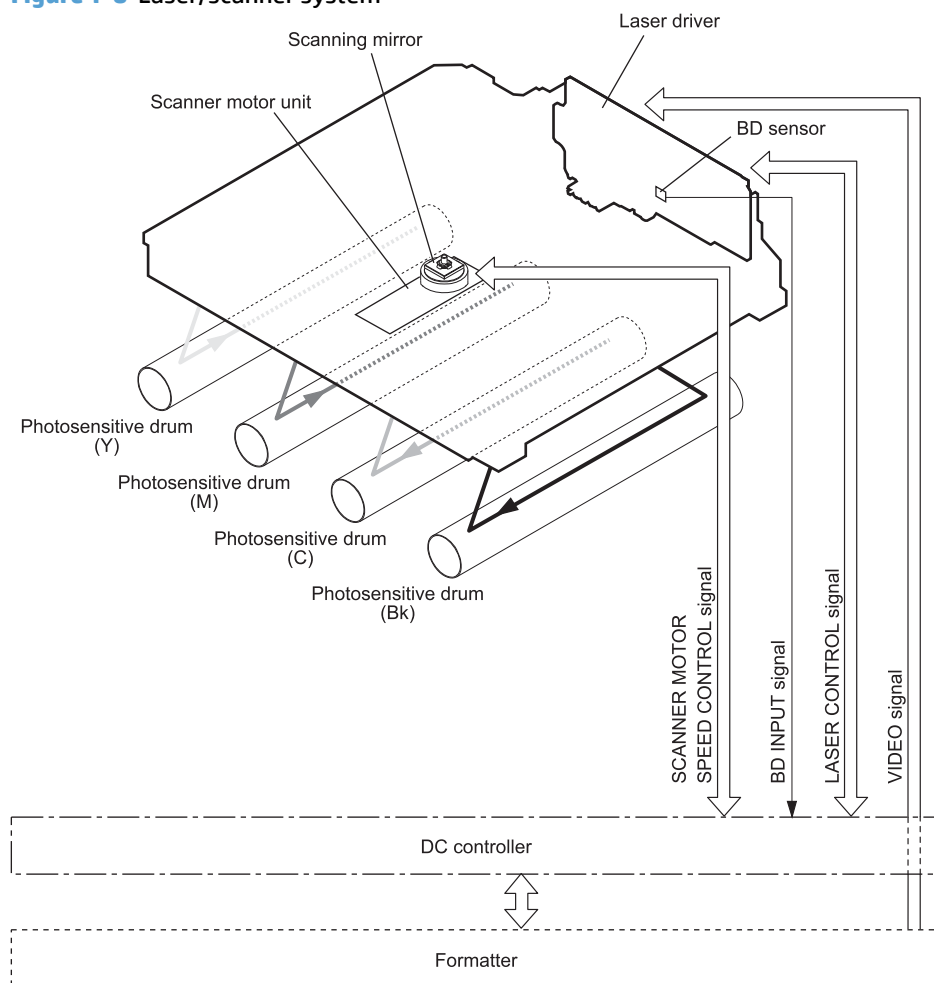 Figure 1-8 Laser/scanner system
Laser driver
Scanning mirror
Scanner motor unit
BD sensor
Photosensitive drum
(Y)
Photosensitive drum
(M)
Photosensitive drum
(C)
Photosensitive drum
(Bk)
SCANNER MOTOR
SPEED CONTROL signal
BD INPUT signal
LASER CONTROL signal
VIDEO signal
DC controller
Formatter